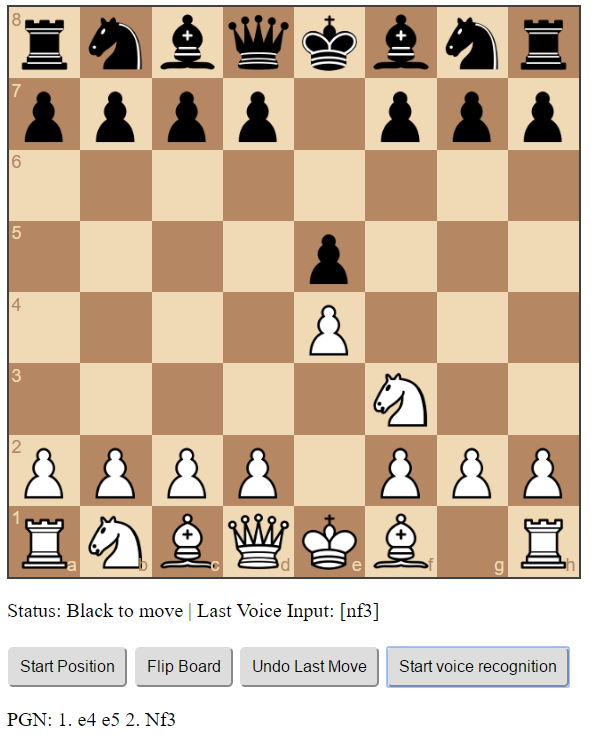 8
7
6
5
4
3
2
1
a b c d e f g h
Status: Black to move | Last Voice Input: [nf3]
Start Position Flip Board Undo Last Move Start voice recognition
PGN: 1. e4 e5 2. Nf3